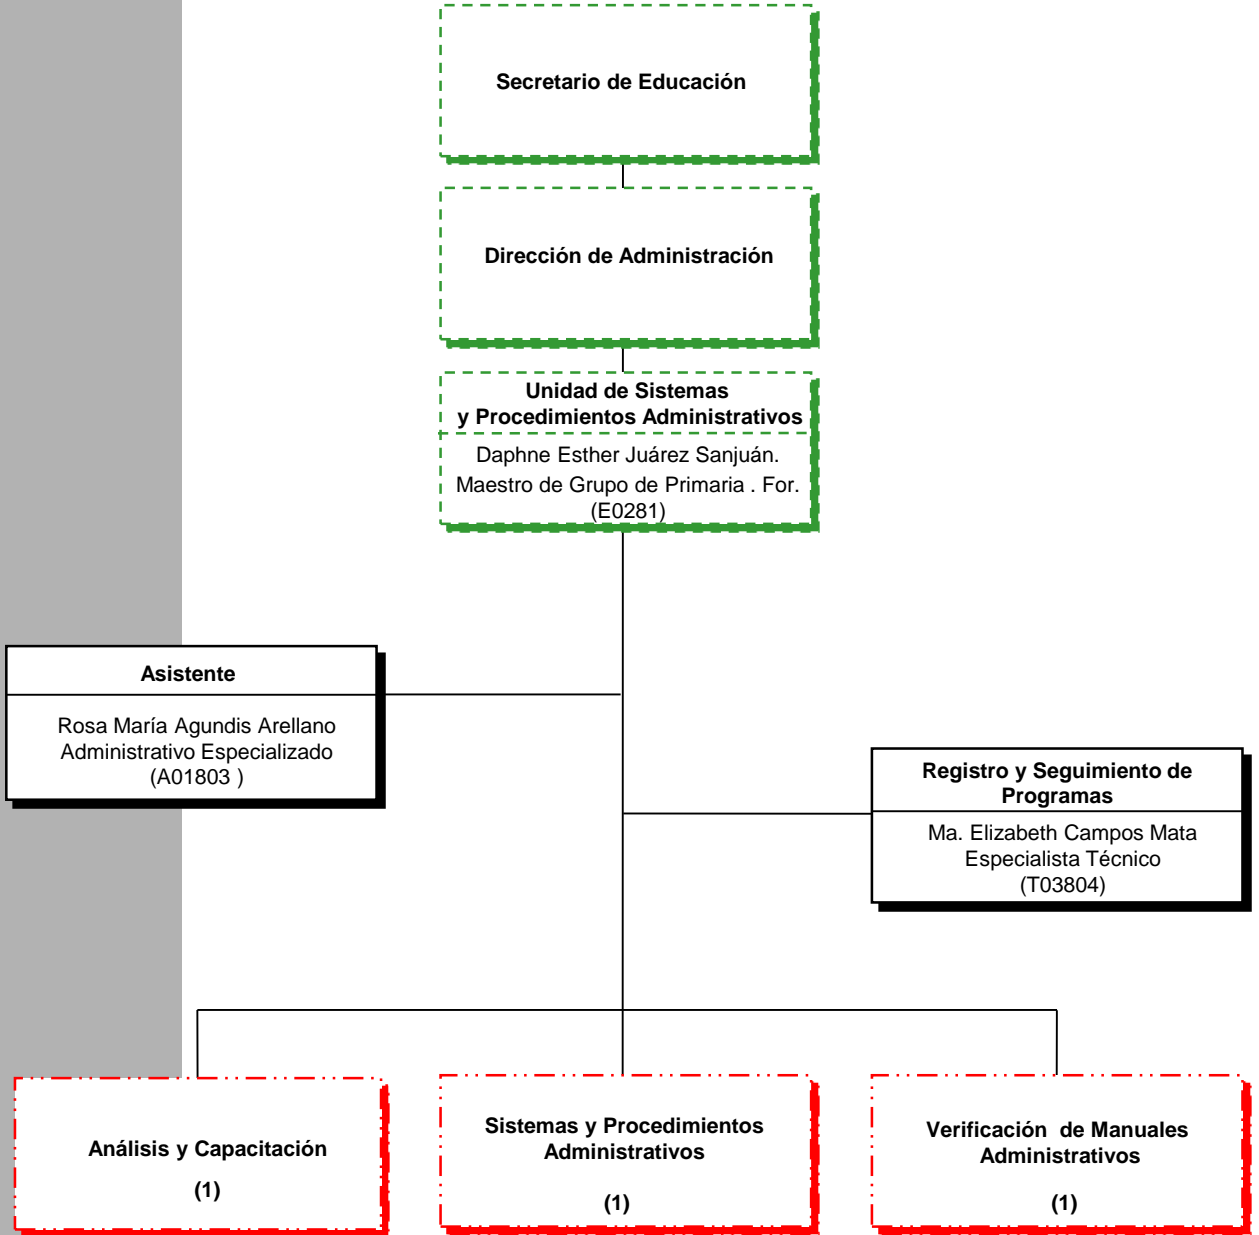 Secretario de Educación
Dirección de Administración
Unidad de Sistemas
y Procedimientos Administrativos
Daphne Esther Juárez Sanjuán.
Maestro de Grupo de Primaria . For.
(E0281)
Asistente
Rosa María Agundis Arellano
Administrativo Especializado
(A01803 )
Registro y Seguimiento de
Programas
Ma. Elizabeth Campos Mata
Especialista Técnico
(T03804)
Análisis y Capacitación
(1)
Sistemas y Procedimientos
Administrativos
(1)
Verificación  de Manuales
Administrativos
(1)